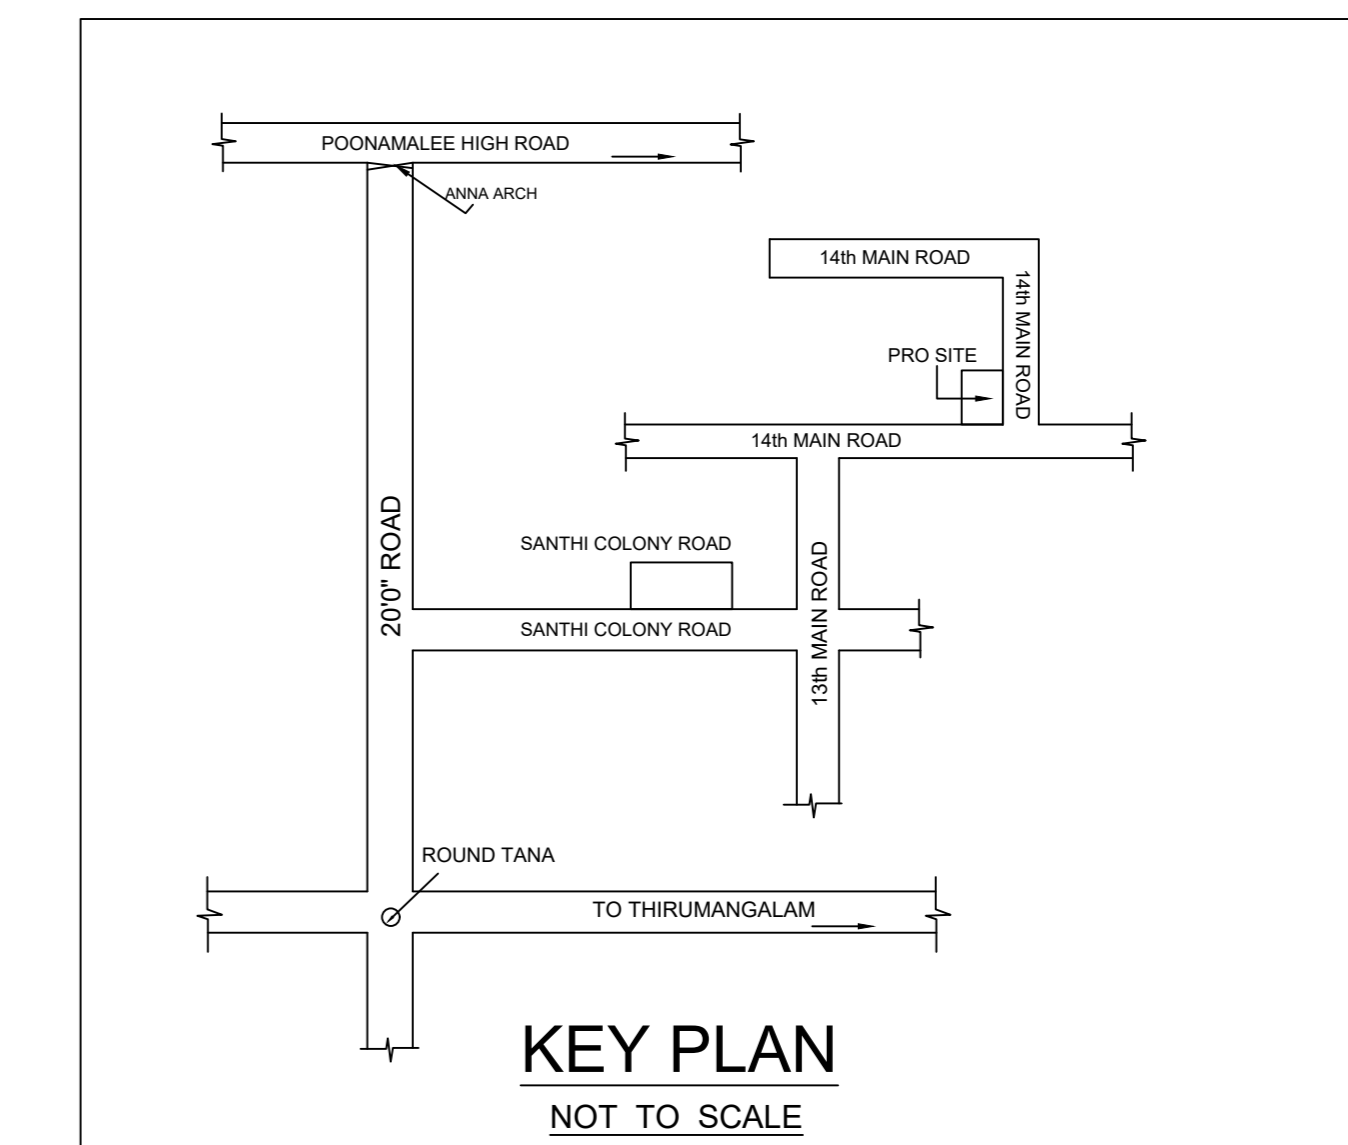 POONAMALEE HIGH ROAD
ANNA ARCH
14th MAIN ROAD
14th MAIN ROAD
PRO SITE
14th MAIN ROAD
20'0" ROAD
SANTHI COLONY ROAD
SANTHI COLONY ROAD
13th MAIN ROAD
ROUND TANA
TO THIRUMANGALAM
KEY PLAN
NOT TO SCALE